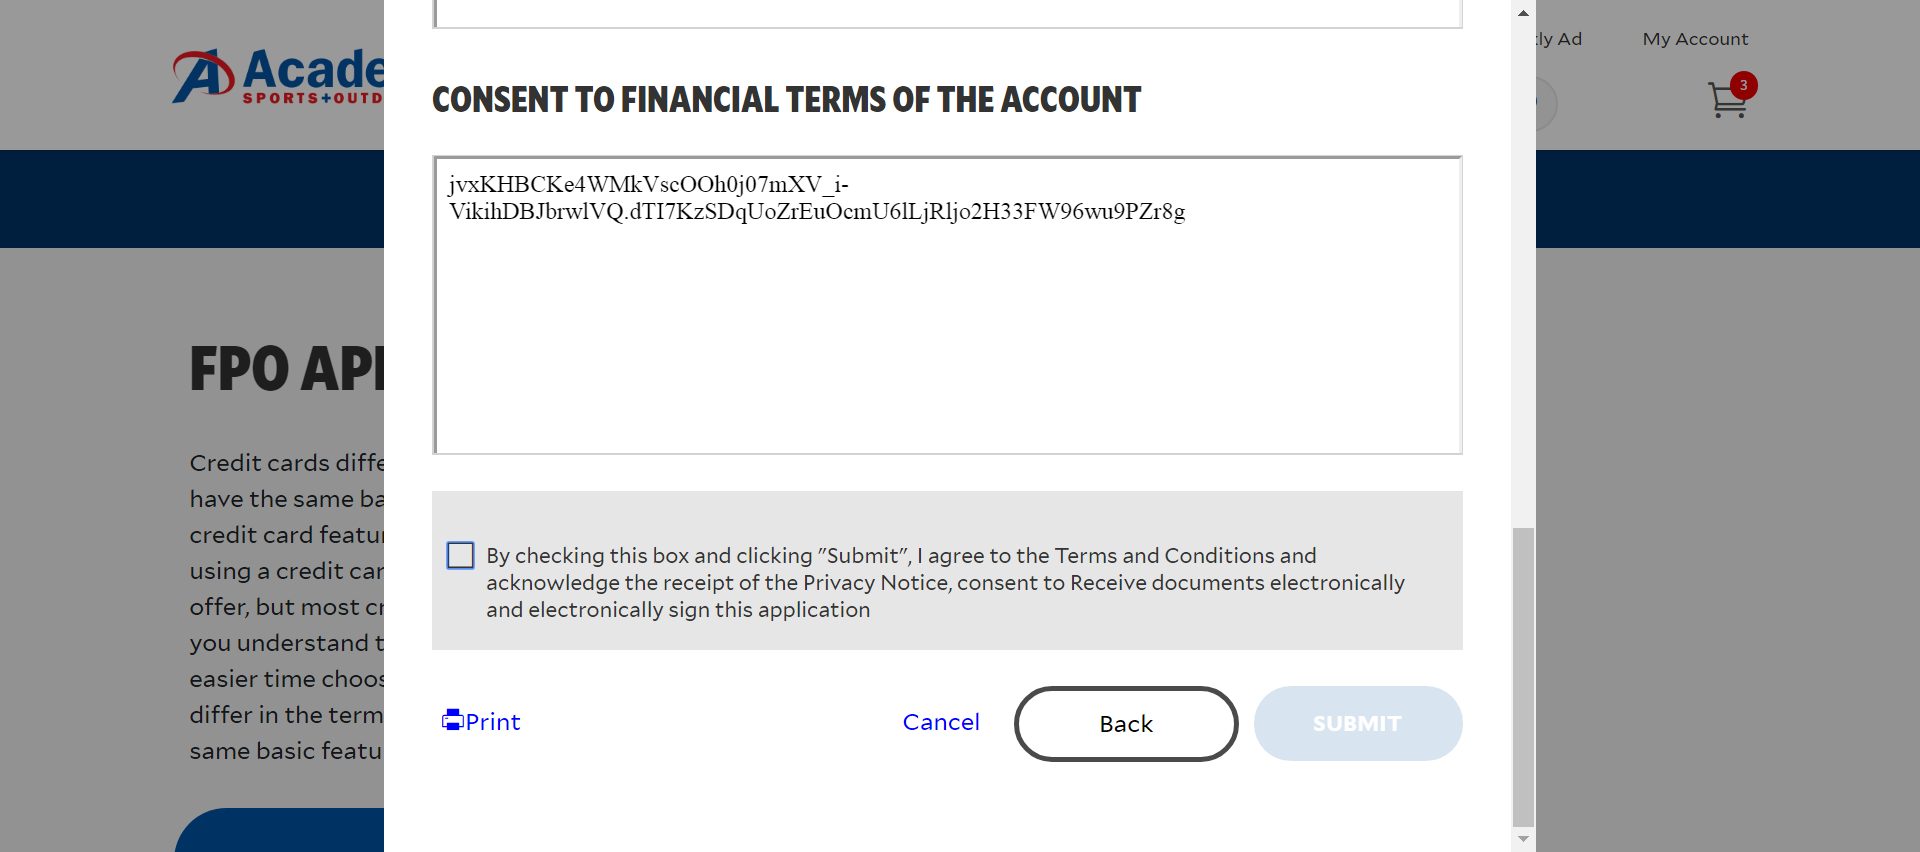 Acade
SPORTS+OUTD
ly Ad
My Account
3
CONSENT TO FINANCIAL TERMS OF THE ACCOUNT
jvxKHBCKe4WMkVscOOh0j07mXV_i-
VikihDBJbrwlVQ.dTI7KzSDqUoZrEuOcmU6lLjRljo2H33FW96wu9PZr8g
FPO AP
Credit cards diffe
have the same ba
credit card featu
using a credit car
offer, but most cr
you understand t
easier time choos
differ in the term
same basic featu
By checking this box and clicking "Submit", I agree to the Terms and Conditions and
acknowledge the receipt of the Privacy Notice, consent to Receive documents electronically
and electronically sign this application
Print
Cancel
Back
SUBMIT